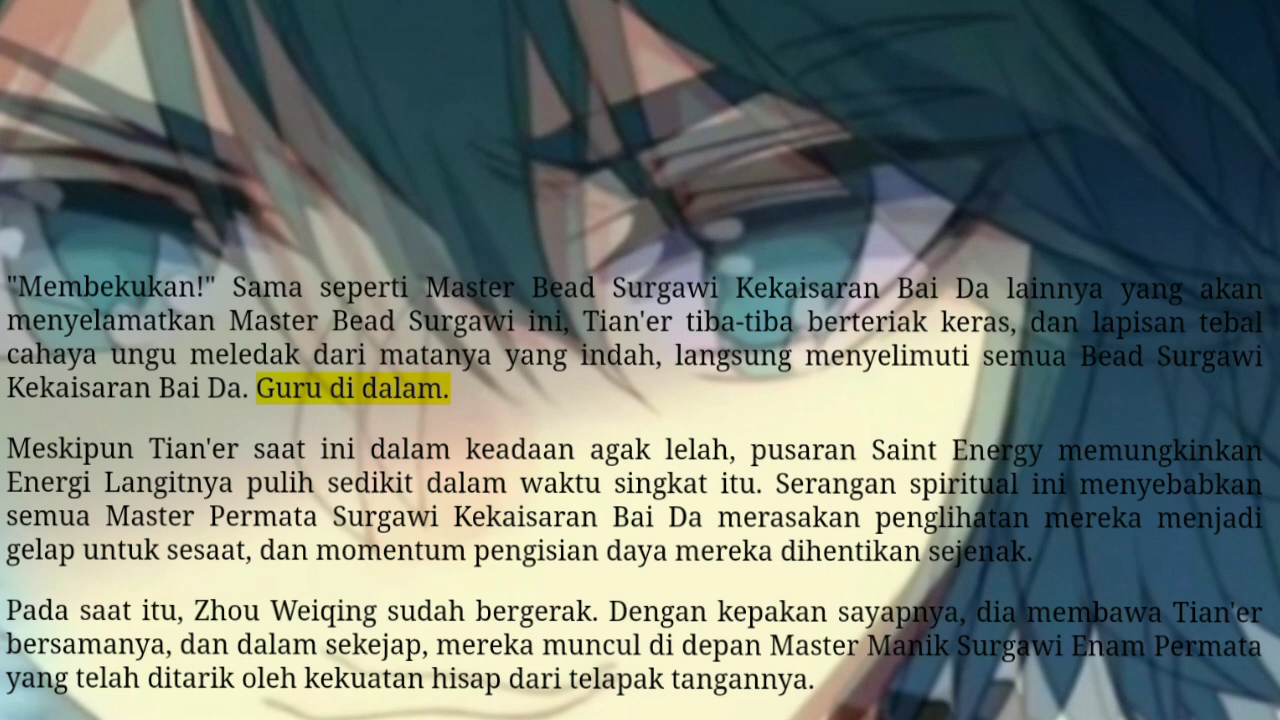 "Membekukan!" Sama seperti Master Bead Surgawi Kekaisaran Bai Da lainnya yang akan
menyelamatkan Master Bead Surgawi ini, Tian'er tiba-tiba berteriak keras, dan lapisan tebal
cahaya ungu meledak dari matanya yang indah, langsung menyelimuti semua Bead Surgawi
Kekaisaran Bai Da. Guru di dalam.
Meskipun Tian'er saat ini dalam keadaan agak lelah, pusaran Saint Energy memungkinkan
Energi Langitnya pulih sedikit dalam waktu singkat itu. Serangan spiritual ini menyebabkan
semua Master Permata Surgawi Kekaisaran Bai Da merasakan penglihatan mereka menjadi
gelap untuk sesaat, dan momentum pengisian daya mereka dihentikan sejenak.
Pada saat itu, Zhou Weiqing sudah bergerak. Dengan kepakan sayapnya, dia membawa Tian'er
bersamanya, dan dalam sekejap, mereka muncul di depan Master Manik Surgawi Enam Permata
yang telah ditarik oleh kekuatan hisap dari telapak tangannya.